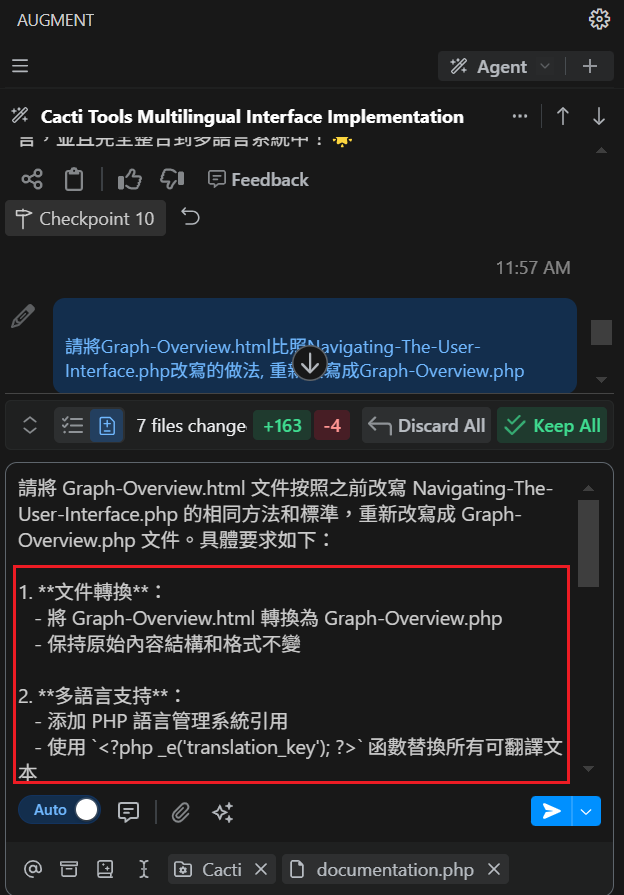 AUGMENT
Agent
Cacti Tools Multilingual Interface Implementation
言，並且完全整合到多語言系統中！🌟
Feedback
Checkpoint 10
11:57 AM
請將Graph-Overview.html比照Navigating-The-User-
Interface.php改寫的做法, 重新寫成Graph-Overview.php
7 files change +163 -4 Discard All Keep All
請將 Graph-Overview.html 文件按照之前改寫 Navigating-The-
User-Interface.php 的相同方法和標準，重新改寫成 Graph-
Overview.php 文件。具體要求如下：
1. **文件轉換**：
- 將 Graph-Overview.html 轉換為 Graph-Overview.php
- 保持原始內容結構和格式不變
2. **多語言支持**：
- 添加 PHP 語言管理系統引用
- 使用 `<?php _e('translation_key'); ?>` 函數替換所有可翻譯文
本
Auto
Cacti documentation.php